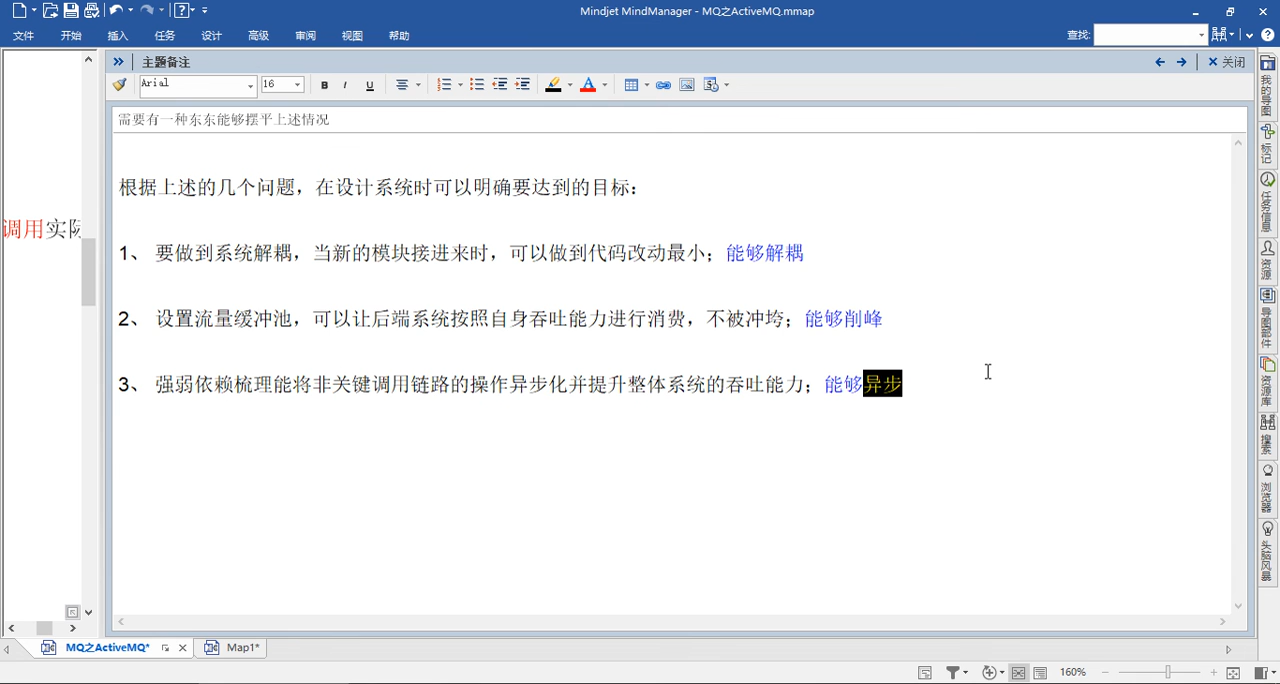 Mindjet MindManager - MQ之ActiveMQ.mmap
文件 开始 插入 任务 设计 高级 审阅 视图 帮助 查找:
主题备注 关闭
Arial 16 B I U
需要有一种东东能够摆平上述情况
根据上述的几个问题，在设计系统时可以明确要达到的目标：
调用实际
1、 要做到系统解耦，当新的模块接进来时，可以做到代码改动最小；能够解耦
2、 设置流量缓冲池，可以让后端系统按照自身吞吐能力进行消费，不被冲垮；能够削峰
3、 强弱依赖梳理能将非关键调用链路的操作异步化并提升整体系统的吞吐能力；能够异步
我的导图
标记
任务信息
资源
导图部件
资源库
搜索
浏览器
头脑风暴
MQ之ActiveMQ* Map1*
160%